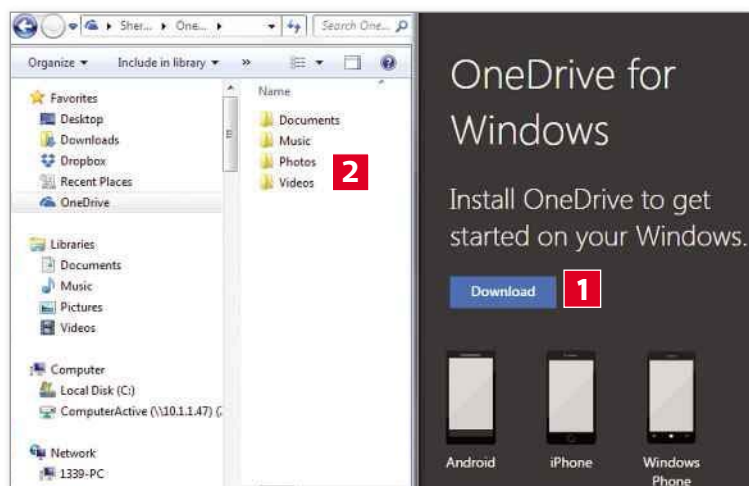 Sher...
One...
Search One...
Organize
Include in library
»
Favorites
Desktop
Downloads
Dropbox
Recent Places
OneDrive
Libraries
Documents
Music
Pictures
Videos
Computer
Local Disk (C:)
ComputerActive (\\10.1.1.47) (
Network
1339-PC
Name
Documents
Music
Photos
Videos
2
OneDrive for
Windows
Install OneDrive to get
started on your Windows.
Download
1
Android
iPhone
Windows
Phone